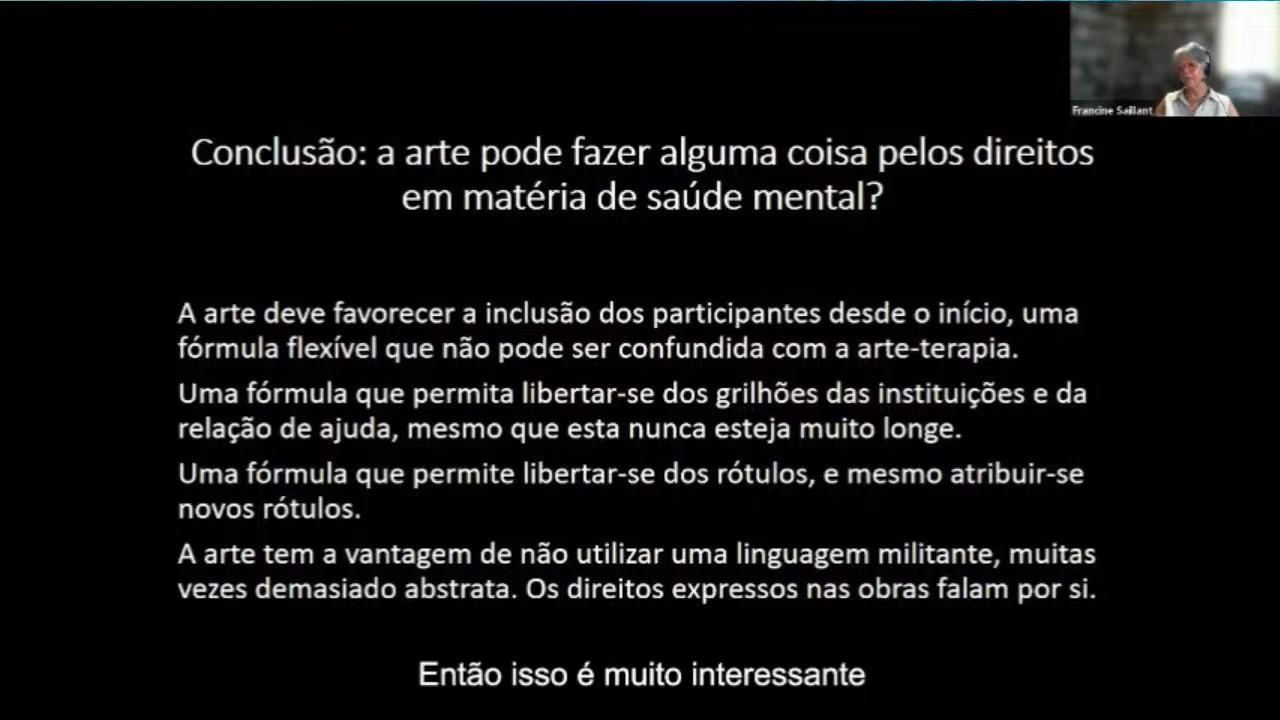 Francine Saillant
Conclusão: a arte pode fazer alguma coisa pelos direitos
em matéria de saúde mental?
A arte deve favorecer a inclusão dos participantes desde o início, uma
fórmula flexível que não pode ser confundida com a arte-terapia.
Uma fórmula que permita libertar-se dos grilhões das instituições e da
relação de ajuda, mesmo que esta nunca esteja muito longe.
Uma fórmula que permite libertar-se dos rótulos, e mesmo atribuir-se
novos rótulos.
A arte tem a vantagem de não utilizar uma linguagem militante, muitas
vezes demasiado abstrata. Os direitos expressos nas obras falam por si.
Então isso é muito interessante